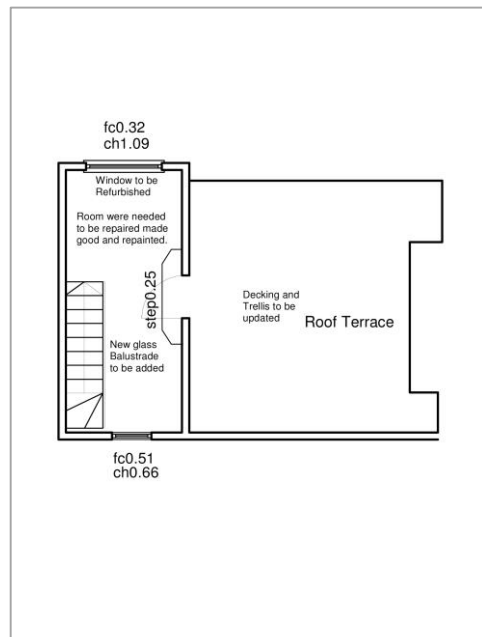 fc0.32
ch1.09
Window to be
Refurbished
Room were needed
to be repaired made
good and repainted.
step0.25
Decking and
Trellis to be
updated
Roof Terrace
New glass
Balustrade
to be added
fc0.51
ch0.66